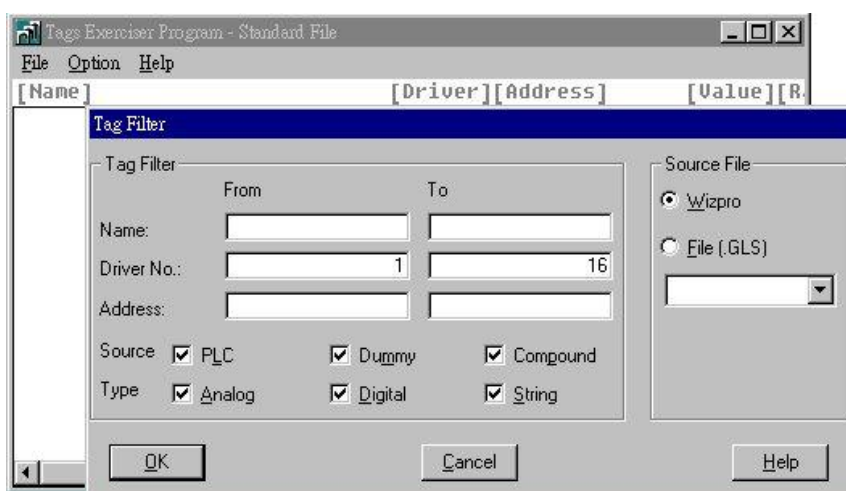 Tags Exerciser Program - Standard File
File Option Help
[Name] [Driver][Address] [Value][R
Tag Filter
Tag Filter
From To
Name:
Driver No.: 1 16
Address:
Source PLC Dummy Compound
Type Analog Digital String
Source File
Wizpro
File (.GLS)
OK Cancel Help